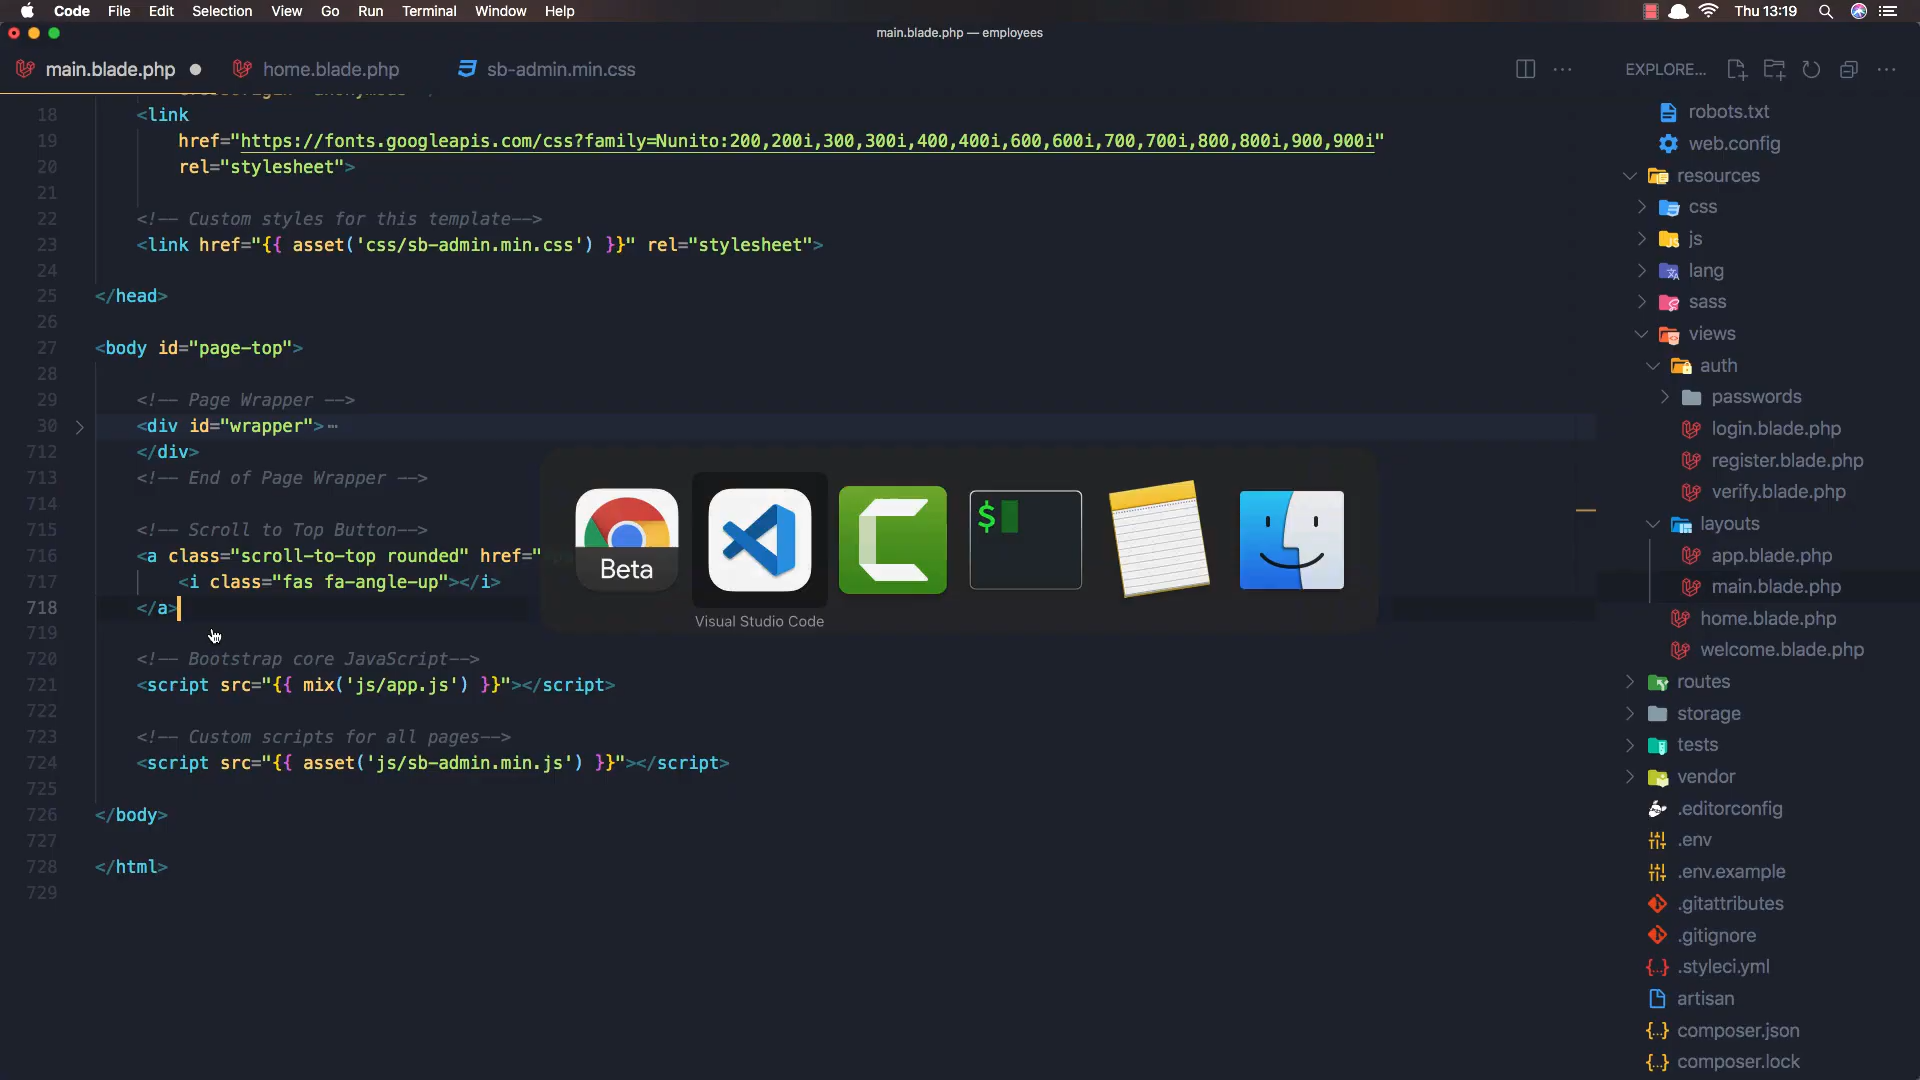 Code File Edit Selection View Go Run Terminal Window Help
Thu 13:19
main.blade.php — employees
main.blade.php
home.blade.php
sb-admin.min.css
EXPLORE...
18 <link
19 href="https://fonts.googleapis.com/css?family=Nunito:200,200i,300,300i,400,400i,600,600i,700,700i,800,800i,900,900i"
20 rel="stylesheet">
21
22 <!-- Custom styles for this template-->
23 <link href="{{ asset('css/sb-admin.min.css') }}" rel="stylesheet">
24
25 </head>
26
27 <body id="page-top">
28
29 <!-- Page Wrapper -->
30 <div id="wrapper">⋯
712 </div>
713 <!-- End of Page Wrapper -->
714
715 <!-- Scroll to Top Button-->
716 <a class="scroll-to-top rounded" href="
717 <i class="fas fa-angle-up"></i>
718 </a>
719
720 <!-- Bootstrap core JavaScript-->
721 <script src="{{ mix('js/app.js') }}"></script>
722
723 <!-- Custom scripts for all pages-->
724 <script src="{{ asset('js/sb-admin.min.js') }}"></script>
725
726 </body>
727
728 </html>
729
Beta
$
Visual Studio Code
robots.txt
web.config
resources
css
js
lang
sass
views
auth
passwords
login.blade.php
register.blade.php
verify.blade.php
layouts
app.blade.php
main.blade.php
home.blade.php
welcome.blade.php
routes
storage
tests
vendor
.editorconfig
.env
.env.example
.gitattributes
.gitignore
.styleci.yml
artisan
composer.json
composer.lock